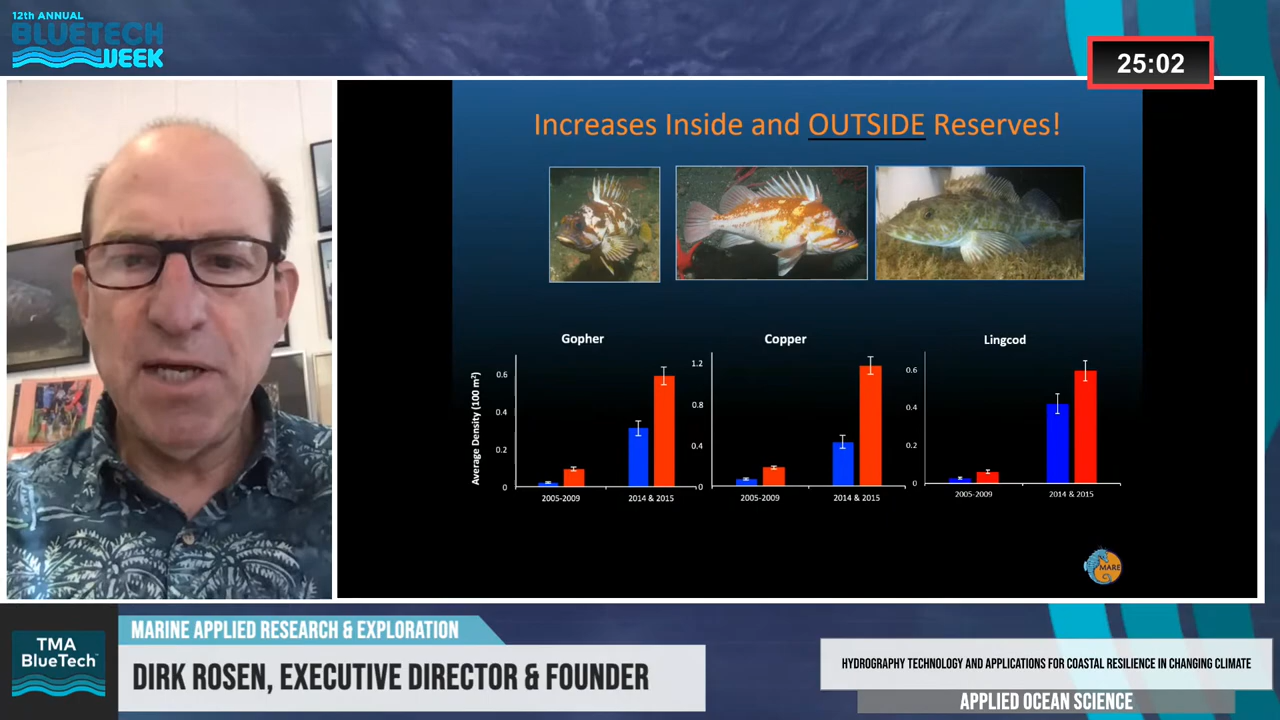 12th ANNUAL
BLUETECH
WEEK
25:02
Increases Inside and OUTSIDE Reserves!
Gopher
Copper
Lingcod
Average Density (100 m²)
0.6
0.4
0.2
0
2005-2009
2014 & 2015
1.2
0.8
0.4
0
2005-2009
2014 & 2015
0.6
0.4
0.2
0
2005-2009
2014 & 2015
MARE
TMA
BlueTech™
MARINE APPLIED RESEARCH & EXPLORATION
DIRK ROSEN, EXECUTIVE DIRECTOR & FOUNDER
HYDROGRAPHY TECHNOLOGY AND APPLICATIONS FOR COASTAL RESILIENCE IN CHANGING CLIMATE
APPLIED OCEAN SCIENCE